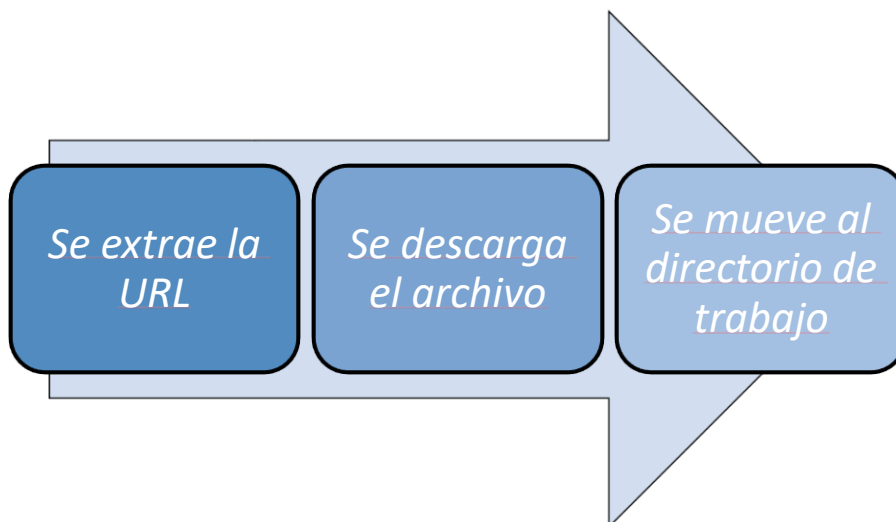 Se extrae la
URL
Se descarga
el archivo
Se mueve al
directorio de
trabajo